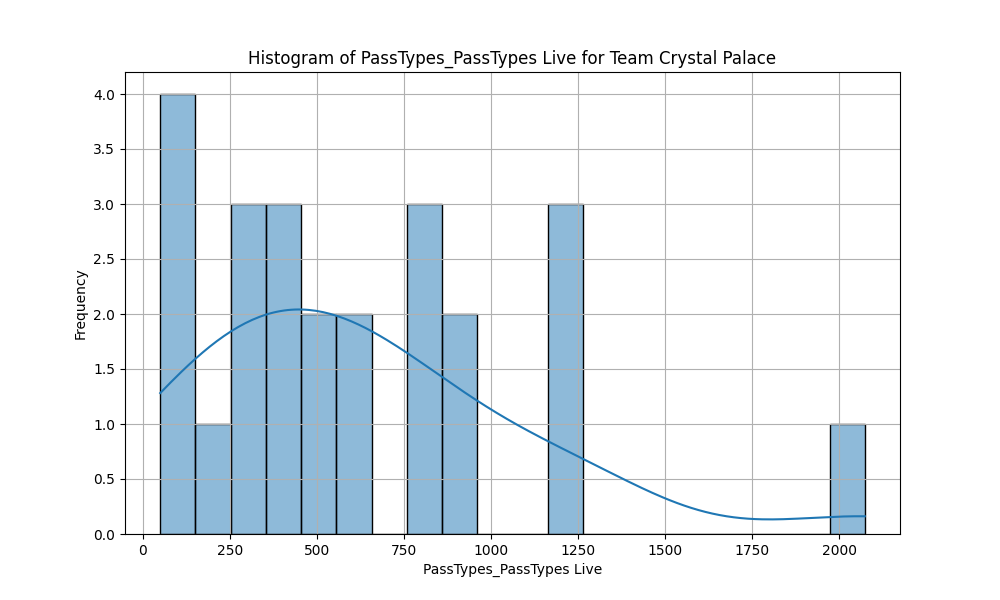 Histogram of PassTypes_PassTypes Live for Team Crystal Palace
4.0
3.5
3.0
2.5
2.0
1.5
1.0
0.5
0.0
Frequency
0 250 500 750 1000 1250 1500 1750 2000
PassTypes_PassTypes Live